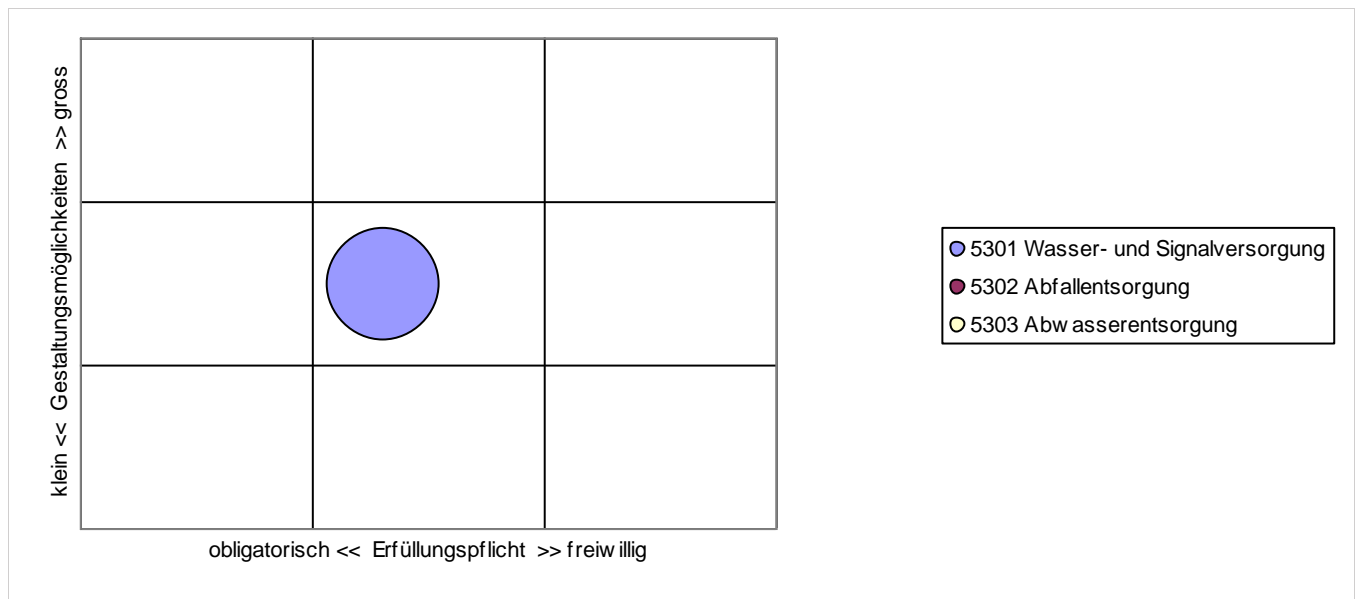 klein << Gestaltungsmöglichkeiten >> gross
5301 Wasser- und Signalversorgung
5302 Abfallentsorgung
5303 Abwasserentsorgung
obligatorisch << Erfüllungspflicht >> freiwillig